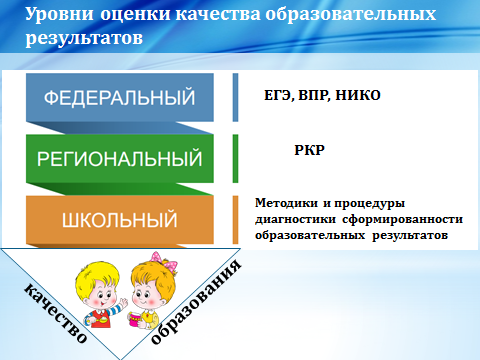 Уровни оценки качества образовательных
результатов
ФЕДЕРАЛЬНЫЙ
ЕГЭ, ВПР, НИКО
РЕГИОНАЛЬНЫЙ
РКР
ШКОЛЬНЫЙ
Методики и процедуры
диагностики сформированности
образовательных результатов
качество
образования